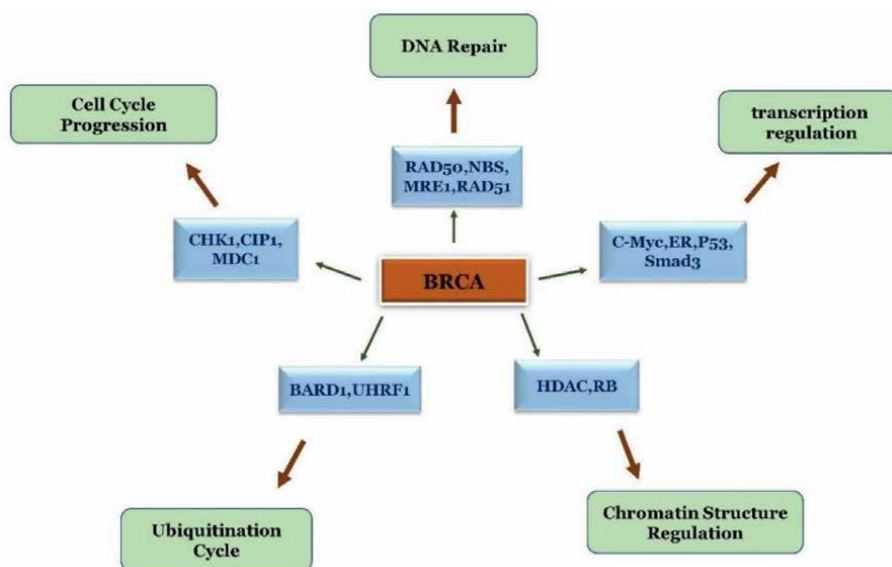 DNA Repair
Cell Cycle
Progression
transcription
regulation
RAD50,NBS,
MRE1,RAD51
CHK1,CIP1,
MDC1
C-Myc,ER,P53,
Smad3
BRCA
BARD1,UHRF1
HDAC,RB
Ubiquitination
Cycle
Chromatin Structure
Regulation